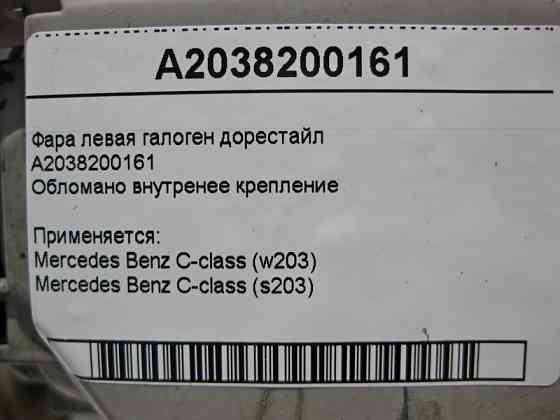 A2038200161
Фара левая галоген дорестайл
A2038200161
Обломано внутренее крепление
Применяется:
Mercedes Benz C-class (w203)
Mercedes Benz C-class (s203)